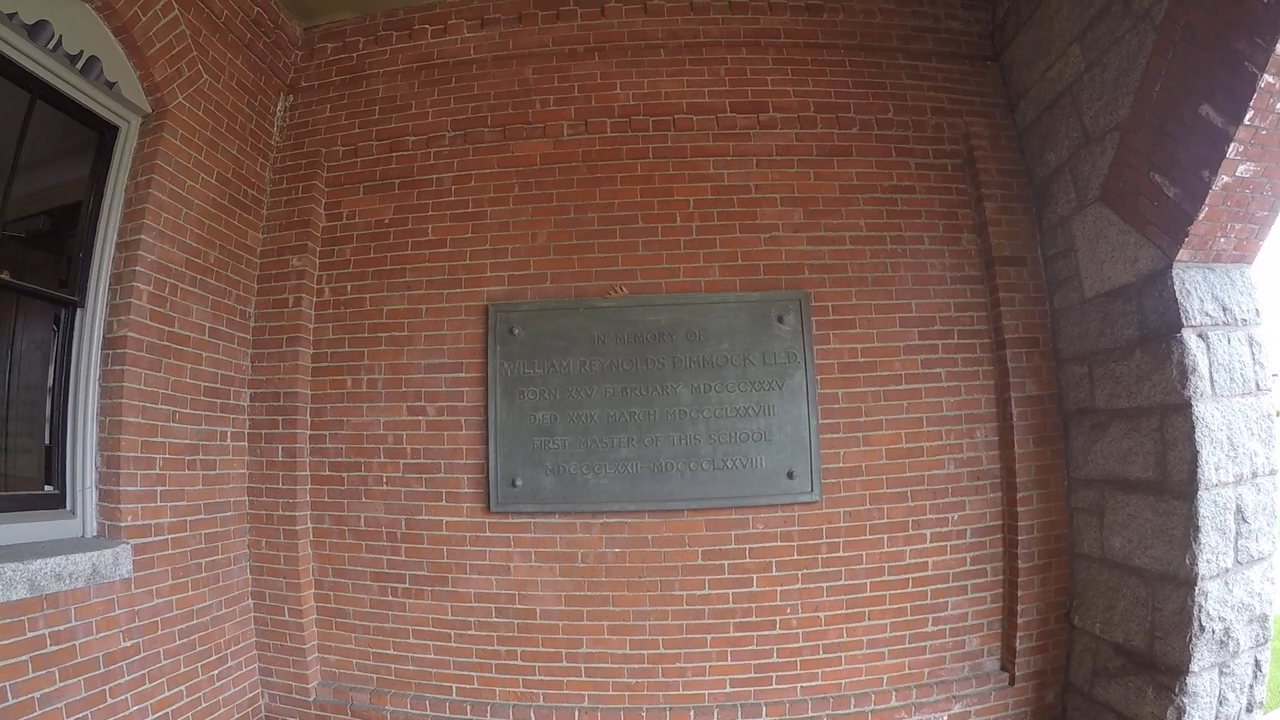 IN MEMORY OF
WILLIAM REYNOLDS DIMMOCK LL.D.
BORN XXV FEBRUARY MDCCCXXXV
DIED XXIX MARCH MDCCCLXXVIII
FIRST MASTER OF THIS SCHOOL
MDCCCLXXII–MDCCCLXXVIII